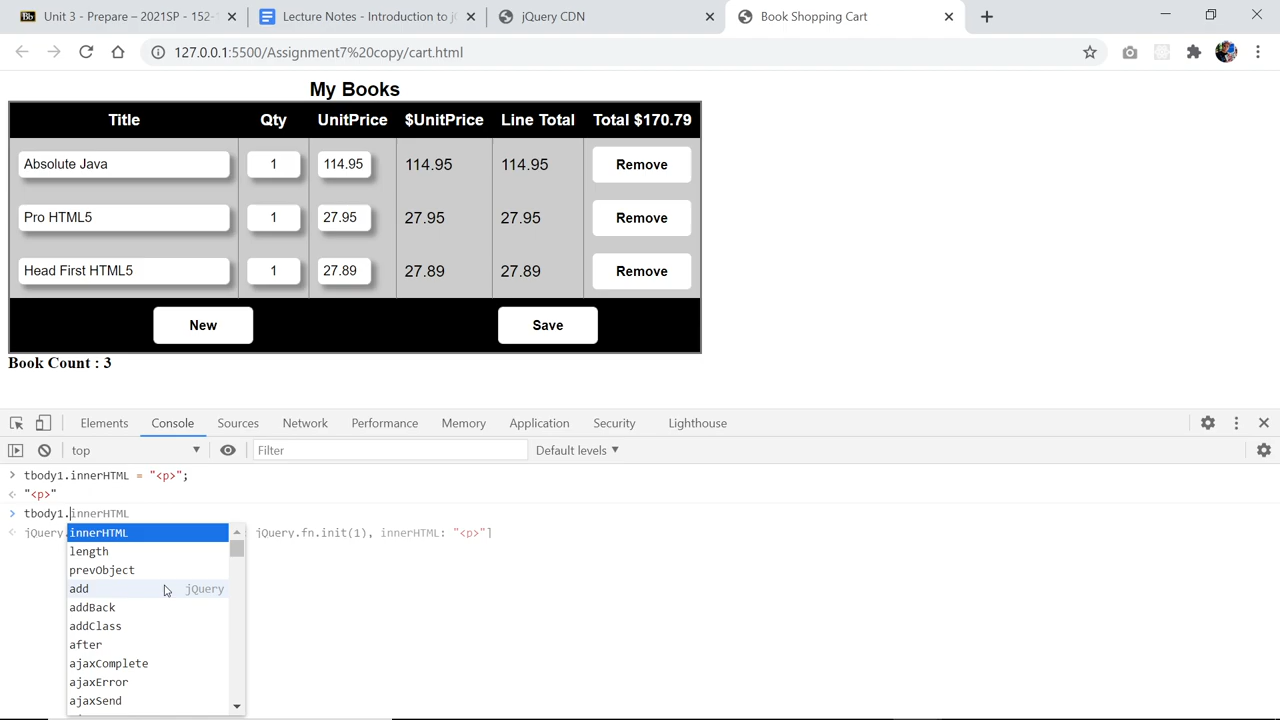 Unit 3 - Prepare – 2021SP - 152-
Lecture Notes - Introduction to jQ
jQuery CDN
Book Shopping Cart
127.0.0.1:5500/Assignment7%20copy/cart.html
My Books
Title Qty UnitPrice $UnitPrice Line Total Total $170.79
Absolute Java 1 114.95 114.95 114.95 Remove
Pro HTML5 1 27.95 27.95 27.95 Remove
Head First HTML5 1 27.89 27.89 27.89 Remove
New Save
Book Count : 3
Elements Console Sources Network Performance Memory Application Security Lighthouse
top Filter Default levels
> tbody1.innerHTML = "<p>";
"<p>"
> tbody1.innerHTML
jQuery. jQuery.fn.init(1), innerHTML: "<p>"]
innerHTML
length
prevObject
add jQuery
addBack
addClass
after
ajaxComplete
ajaxError
ajaxSend